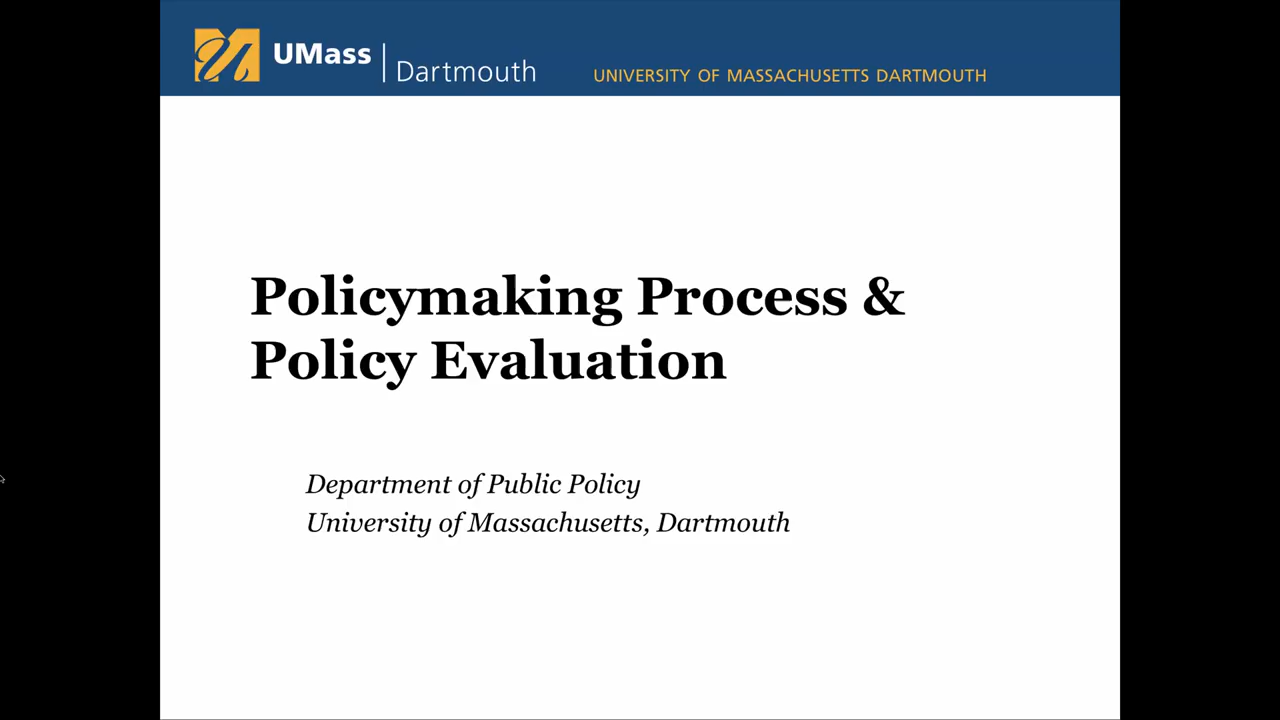 UMass | Dartmouth
UNIVERSITY OF MASSACHUSETTS DARTMOUTH
Policymaking Process &
Policy Evaluation
Department of Public Policy
University of Massachusetts, Dartmouth